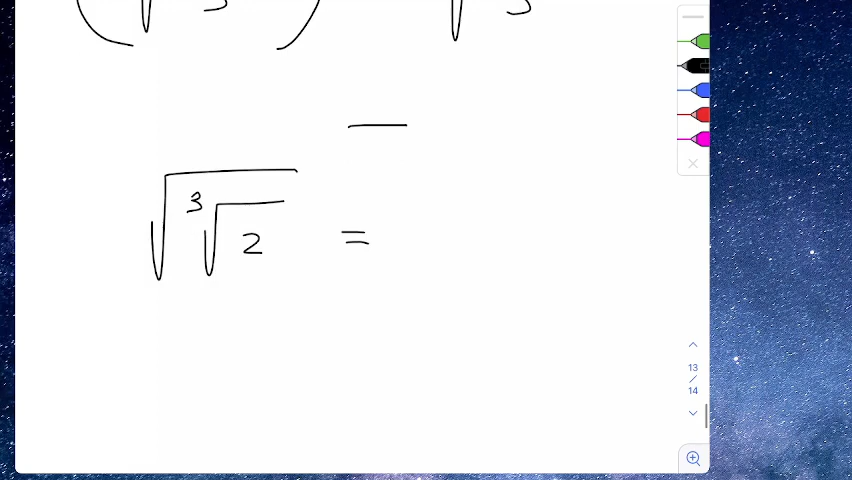 √∛2 =
13
/
14